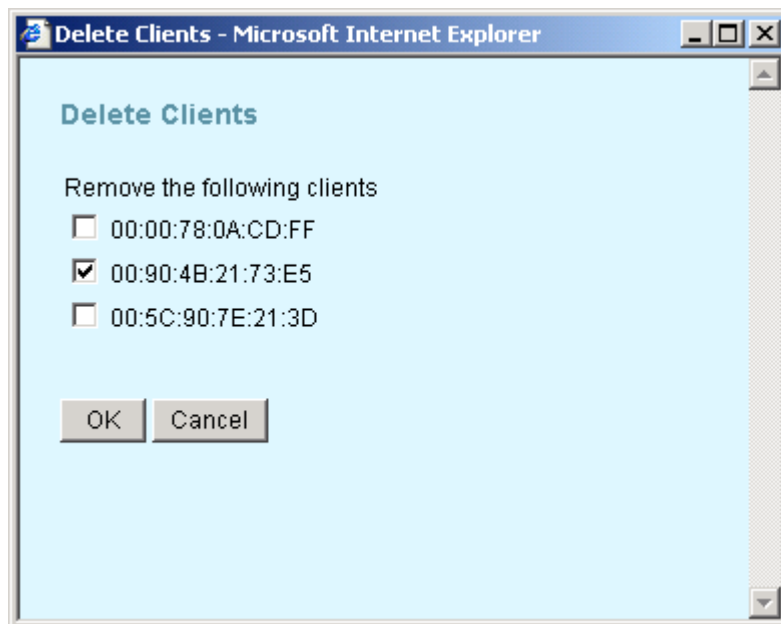 Delete Clients - Microsoft Internet Explorer
Delete Clients
Remove the following clients
00:00:78:0A:CD:FF
00:90:4B:21:73:E5
00:5C:90:7E:21:3D
OK Cancel